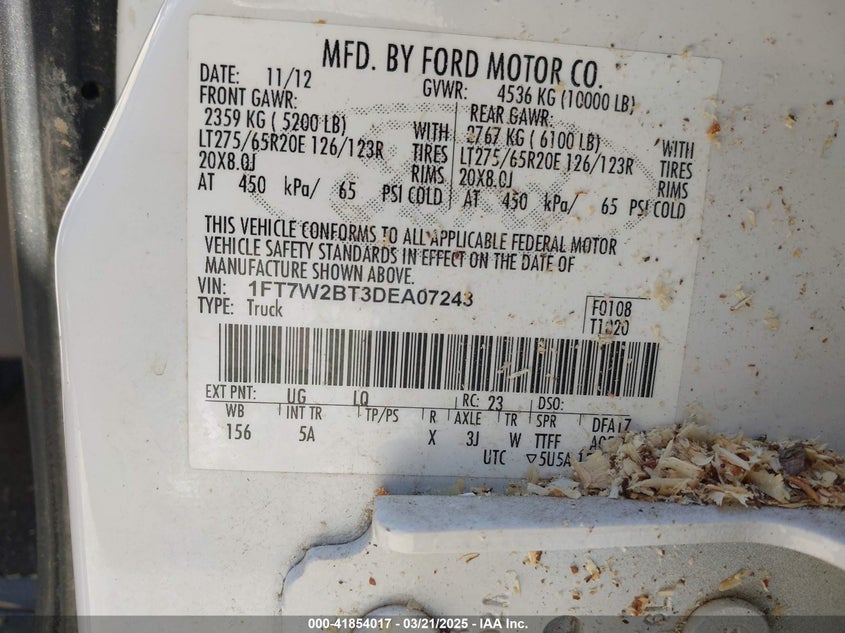 MFD. BY FORD MOTOR CO.
DATE: 11/12 GVWR: 4536 KG (10000 LB)
FRONT GAWR: REAR GAWR:
2359 KG ( 5200 LB) WITH 2767 KG ( 6100 LB) WITH
LT275/65R20E 126/123R TIRES LT275/65R20E 126/123R TIRES
20X8.0J RIMS 20X8.0J RIMS
AT 450 kPa/ 65 PSI COLD AT 450 kPa/ 65 PSI COLD
THIS VEHICLE CONFORMS TO ALL APPLICABLE FEDERAL MOTOR
VEHICLE SAFETY STANDARDS IN EFFECT ON THE DATE OF
MANUFACTURE SHOWN ABOVE.
1FT7W2BT3DEA07243 F0108
TYPE: Truck T1820
EXT PNT: UG LQ RC: 23 DSO:
WB INT TR TP/PS R AXLE TR SPR DFA17
156 5A X 3J W TTFF
UTC ▽5U5A
000-41854017 — 03/21/2025 — IAA Inc.